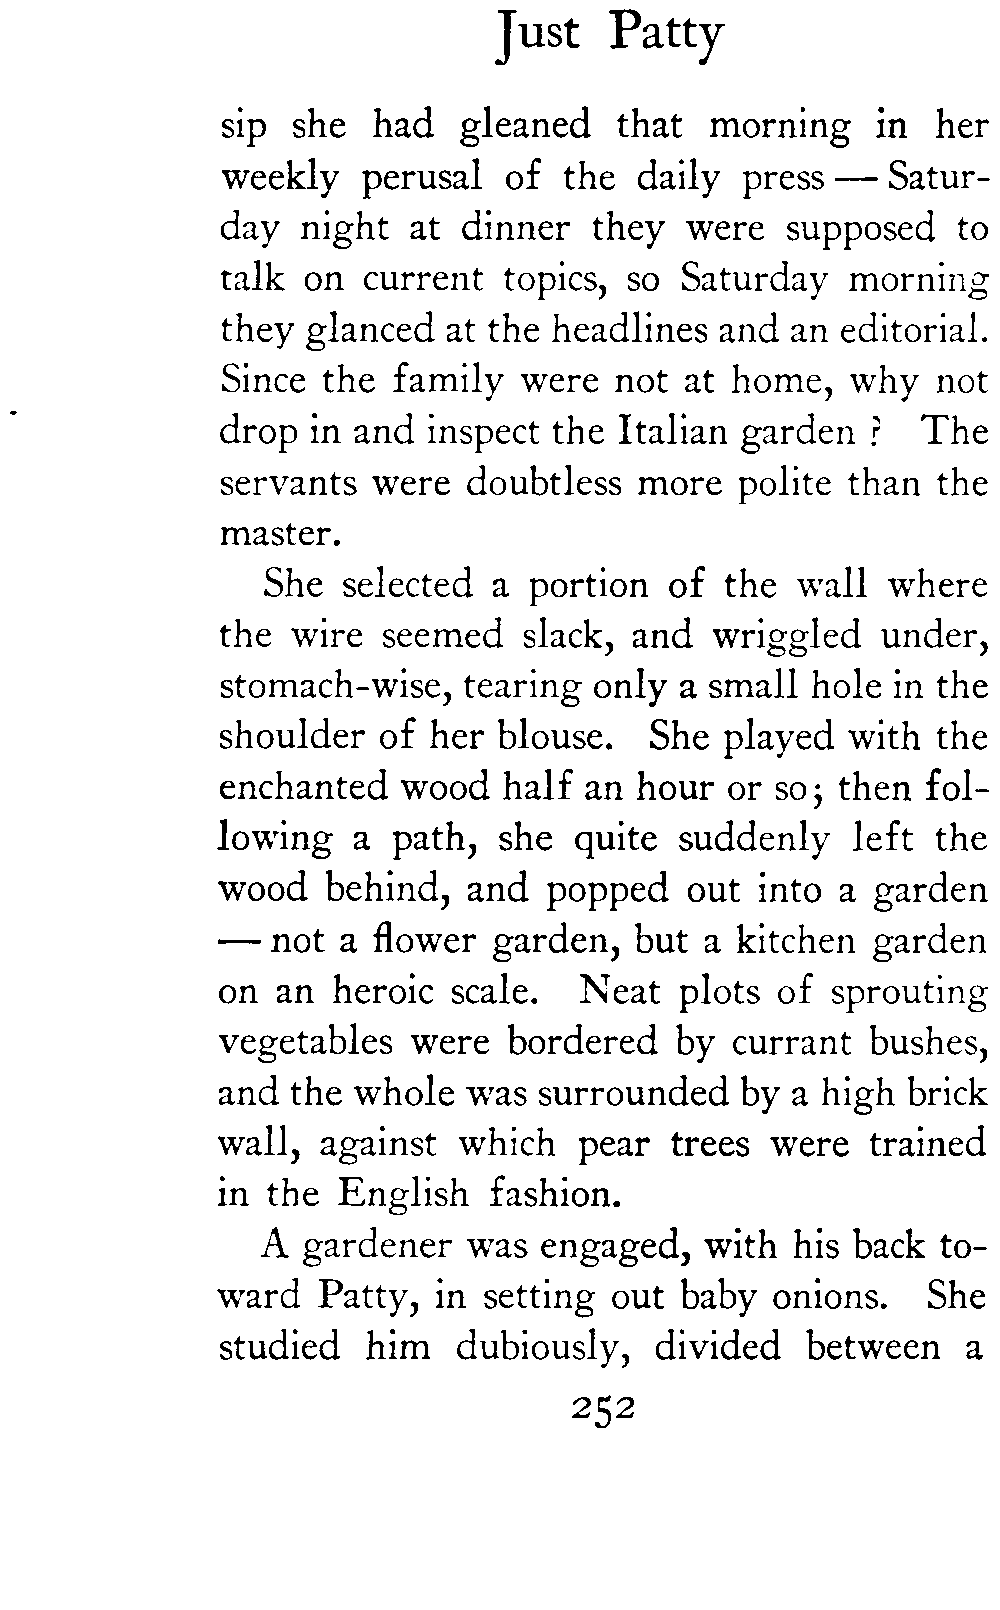 Just Patty
sip she had gleaned that morning in her
weekly perusal of the daily press — Satur-
day night at dinner they were supposed to
talk on current topics, so Saturday morning
they glanced at the headlines and an editorial.
Since the family were not at home, why not
drop in and inspect the Italian garden ? The
servants were doubtless more polite than the
master.
She selected a portion of the wall where
the wire seemed slack, and wriggled under,
stomach-wise, tearing only a small hole in the
shoulder of her blouse. She played with the
enchanted wood half an hour or so; then fol-
lowing a path, she quite suddenly left the
wood behind, and popped out into a garden
— not a flower garden, but a kitchen garden
on an heroic scale. Neat plots of sprouting
vegetables were bordered by currant bushes,
and the whole was surrounded by a high brick
wall, against which pear trees were trained
in the English fashion.
A gardener was engaged, with his back to-
ward Patty, in setting out baby onions. She
studied him dubiously, divided between a
252